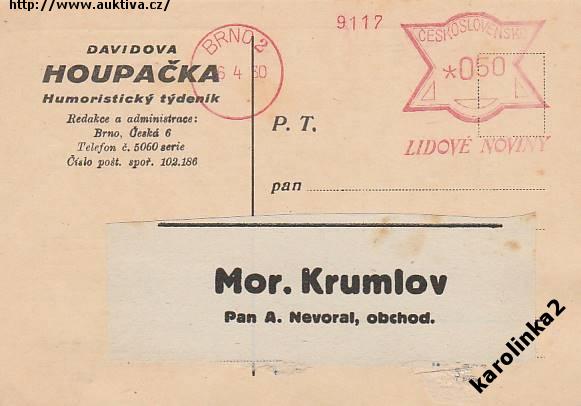 http://www.auktiva.cz/
DAVIDOVA
HOUPAČKA
Humoristický týdeník
Redakce a administrace:
Brno, Česká 6
Telefon č. 5060 serie
Číslo pošt. spoř. 102.186
BRNO 2
6 4 30
9117
ČESKOSLOVENSKO
*050
LIDOVÉ NOVINY
P. T.
pan
Mor. Krumlov
Pan A. Nevoral, obchod.
karolinka2